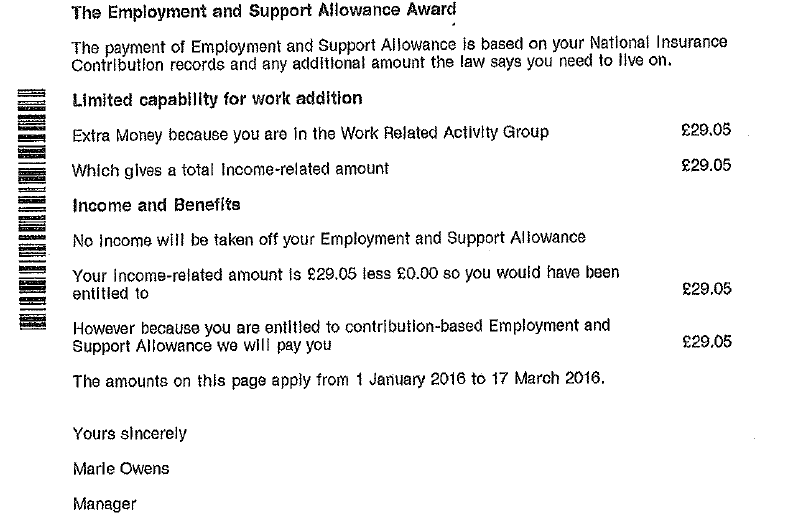 The Employment and Support Allowance Award
The payment of Employment and Support Allowance is based on your National Insurance
Contribution records and any additional amount the law says you need to live on.
Limited capability for work addition
Extra Money because you are in the Work Related Activity Group £29.05
Which gives a total Income-related amount £29.05
Income and Benefits
No Income will be taken off your Employment and Support Allowance
Your Income-related amount is £29.05 less £0.00 so you would have been
entitled to £29.05
However because you are entitled to contribution-based Employment and
Support Allowance we will pay you £29.05
The amounts on this page apply from 1 January 2016 to 17 March 2016.
Yours sincerely
Marie Owens
Manager